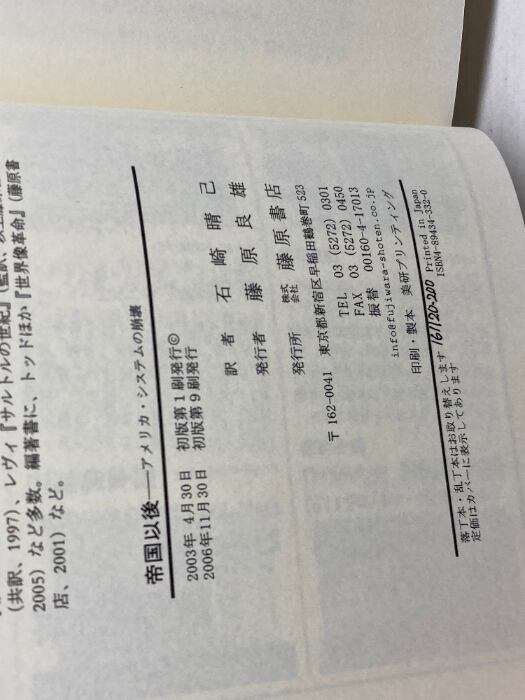 (共訳、1997)、レヴィ『サルトルの世紀』
2005) など多数。編著書に、トッドほか『世界像革命』(藤原書
店、2001) など。
帝国以後——アメリカ・システムの崩壊
2003年 4月30日 初版第1刷発行©
2006年11月30日 初版第9刷発行
訳者 石崎晴己
発行者 藤原良雄
発行所 株式会社 藤原書店
〒162-0041 東京都新宿区早稲田鶴巻町523
TEL 03 (5272) 0301
FAX 03 (5272) 0450
振替 00160-4-17013
info@fujiwara-shoten.co.jp
印刷・製本 美研プリンティング
落丁本・乱丁本はお取り替えします 161120-200 Printed in Japan
定価はカバーに表示してあります ISBN4-89434-332-0